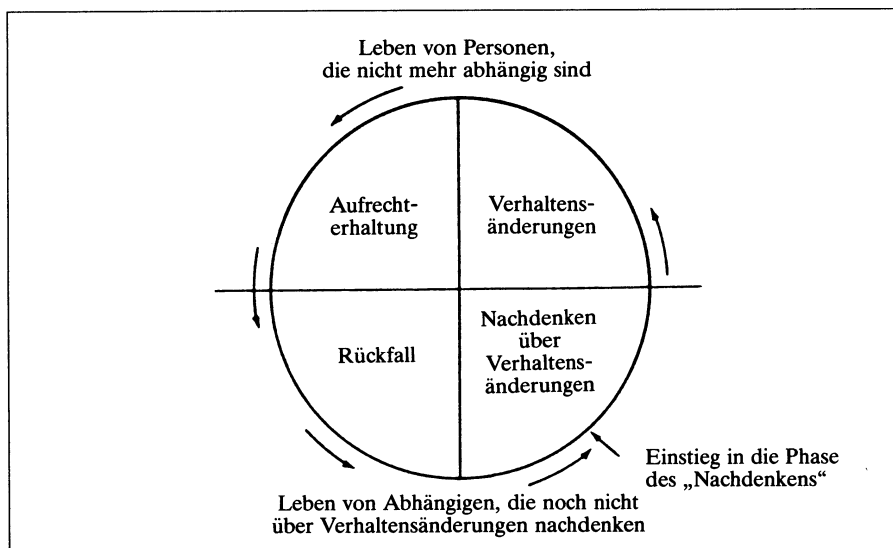 Leben von Personen,
die nicht mehr abhängig sind
Aufrecht-
erhaltung
Verhaltens-
änderungen
Rückfall
Nachdenken
über
Verhaltens-
änderungen
Einstieg in die Phase
des „Nachdenkens“
Leben von Abhängigen, die noch nicht
über Verhaltensänderungen nachdenken